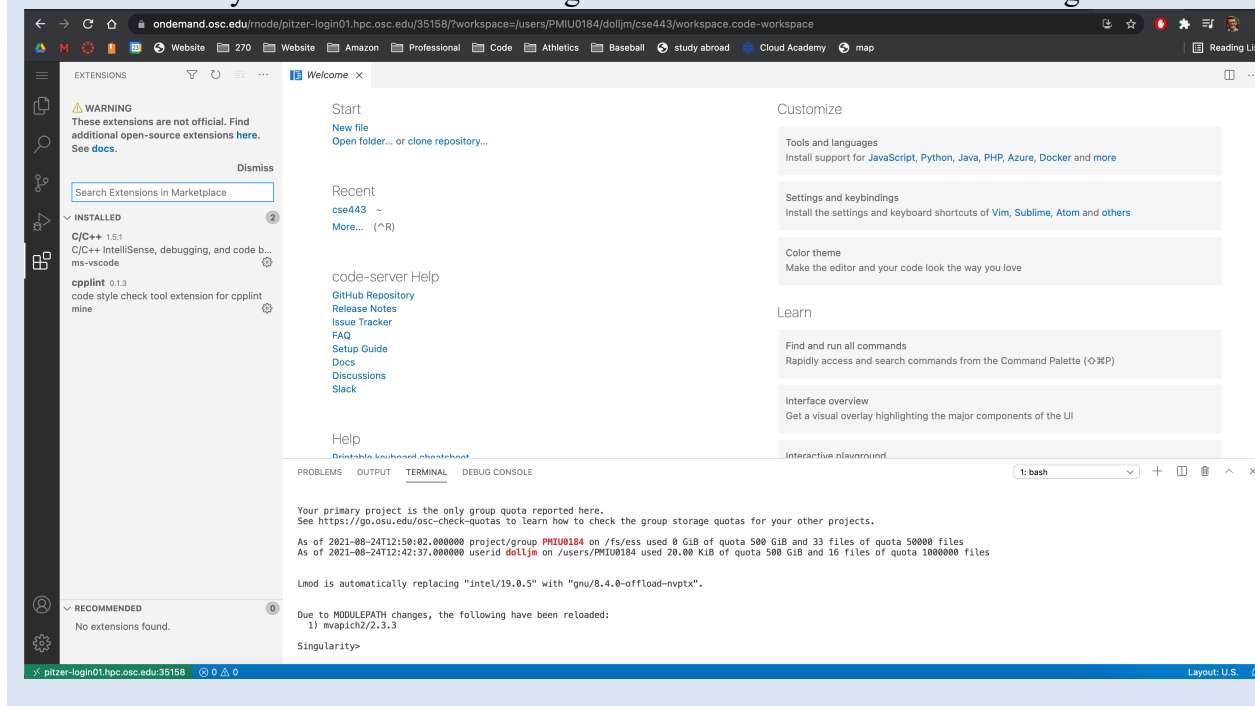 ondemand.osc.edu/rnode/pitzer-login01.hpc.osc.edu/35158/?workspace=/users/PMIU0184/dolljm/cse443/workspace.code-workspace
Website 270 Website Amazon Professional Code Athletics Baseball study abroad Cloud Academy map Reading Lis
EXTENSIONS
Welcome
WARNING
These extensions are not official. Find
additional open-source extensions here.
See docs.
Dismiss
Search Extensions in Marketplace
INSTALLED 2
C/C++ 1.5.1
C/C++ IntelliSense, debugging, and code b...
ms-vscode
cpplint 0.1.3
code style check tool extension for cpplint
mine
RECOMMENDED 0
No extensions found.
Start
New file
Open folder... or clone repository...
Recent
cse443 ~
More... (^R)
code-server Help
GitHub Repository
Release Notes
Issue Tracker
FAQ
Setup Guide
Docs
Discussions
Slack
Help
Printable keyboard cheatsheet
Customize
Tools and languages
Install support for JavaScript, Python, Java, PHP, Azure, Docker and more
Settings and keybindings
Install the settings and keyboard shortcuts of Vim, Sublime, Atom and others
Color theme
Make the editor and your code look the way you love
Learn
Find and run all commands
Rapidly access and search commands from the Command Palette (⇧⌘P)
Interface overview
Get a visual overlay highlighting the major components of the UI
Interactive playground
PROBLEMS OUTPUT TERMINAL DEBUG CONSOLE 1: bash
Your primary project is the only group quota reported here.
See https://go.osu.edu/osc-check-quotas to learn how to check the group storage quotas for your other projects.
As of 2021-08-24T12:50:02.000000 project/group PMIU0184 on /fs/ess used 0 GiB of quota 500 GiB and 33 files of quota 50000 files
As of 2021-08-24T12:42:37.000000 userid dolljm on /users/PMIU0184 used 20.00 KiB of quota 500 GiB and 16 files of quota 1000000 files
Lmod is automatically replacing "intel/19.0.5" with "gnu/8.4.0-offload-nvptx".
Due to MODULEPATH changes, the following have been reloaded:
1) mvapich2/2.3.3
Singularity>
pitzer-login01.hpc.osc.edu:35158 0 0 Layout: U.S.